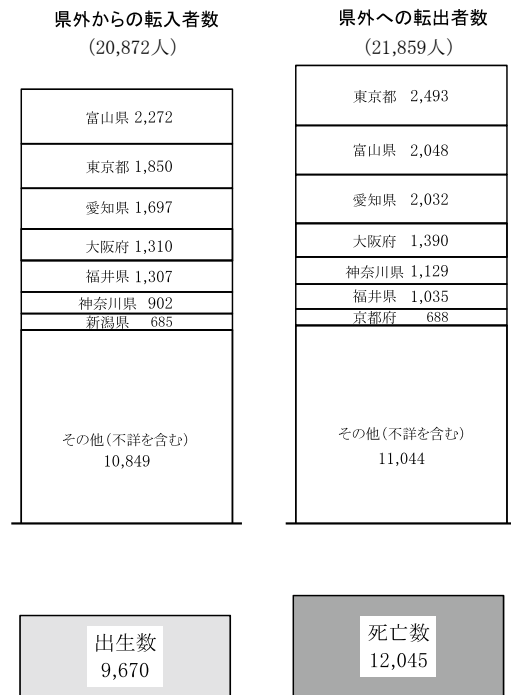 県外からの転入者数
（20,872人）
富山県 2,272
東京都 1,850
愛知県 1,697
大阪府 1,310
福井県 1,307
神奈川県 902
新潟県 685
その他（不詳を含む）
10,849
県外への転出者数
（21,859人）
東京都 2,493
富山県 2,048
愛知県 2,032
大阪府 1,390
神奈川県 1,129
福井県 1,035
京都府 688
その他（不詳を含む）
11,044
出生数
9,670
死亡数
12,045